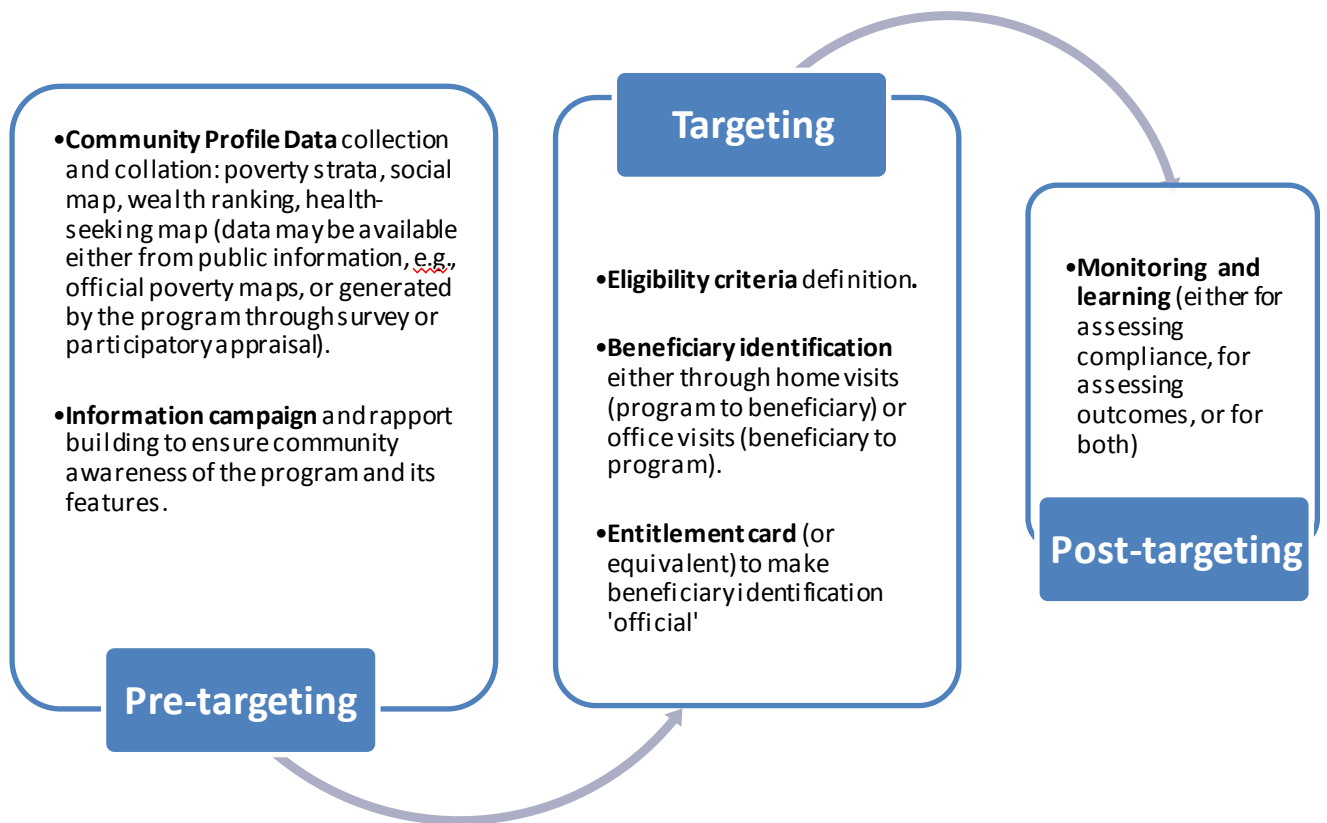 •Community Profile Data collection
and collation: poverty strata, social
map, wealth ranking, health-
seeking map (data may be available
either from public information, e.g.,
official poverty maps, or generated
by the program through survey or
participatory appraisal).
•Information campaign and rapport
building to ensure community
awareness of the program and its
features.
Pre-targeting
Targeting
•Eligibility criteria definition.
•Beneficiary identification
either through home visits
(program to beneficiary) or
office visits (beneficiary to
program).
•Entitlement card (or
equivalent) to make
beneficiary identification
'official'
•Monitoring and
learning (either for
assessing
compliance, for
assessing
outcomes, or for
both)
Post-targeting